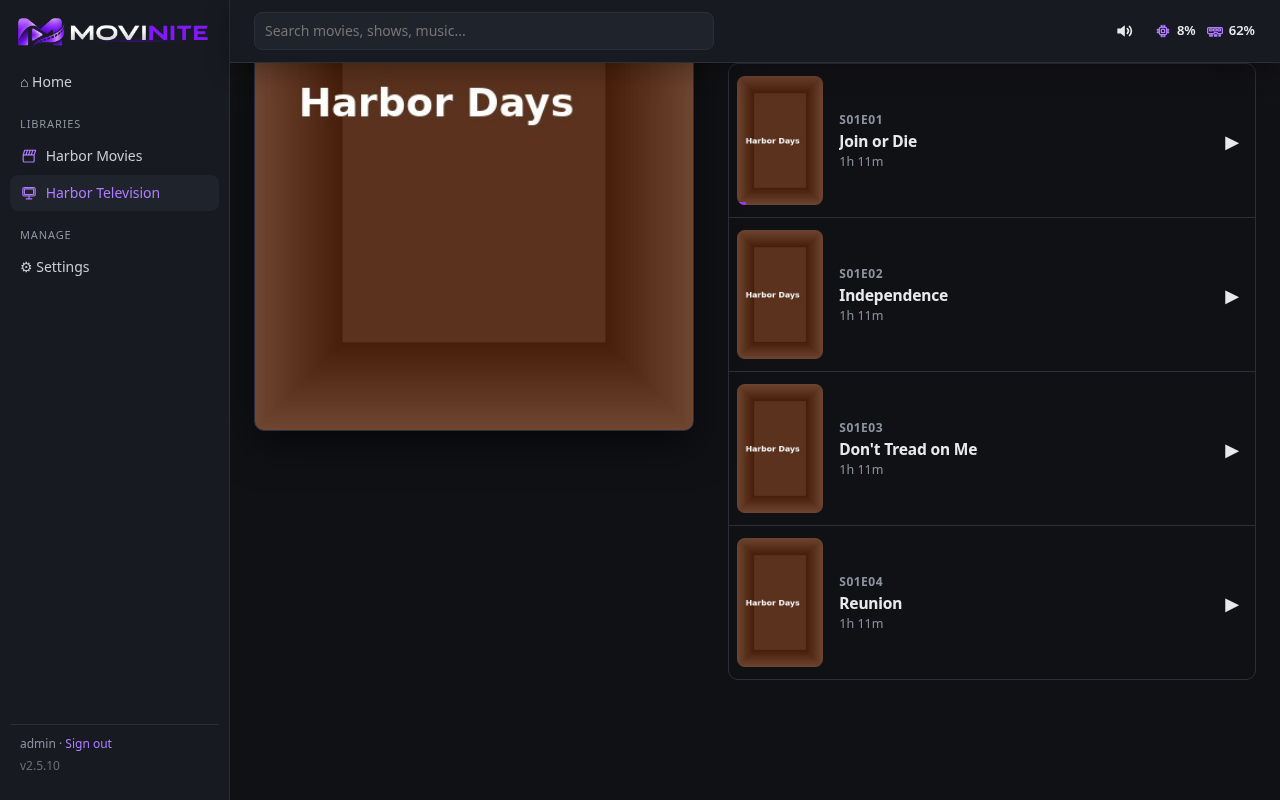 MOVINITE
Search movies, shows, music...
8%
62%
Home
LIBRARIES
Harbor Movies
Harbor Television
MANAGE
Settings
admin · Sign out
v2.5.10
Harbor Days
Harbor Days
S01E01
Join or Die
1h 11m
Harbor Days
S01E02
Independence
1h 11m
Harbor Days
S01E03
Don't Tread on Me
1h 11m
Harbor Days
S01E04
Reunion
1h 11m